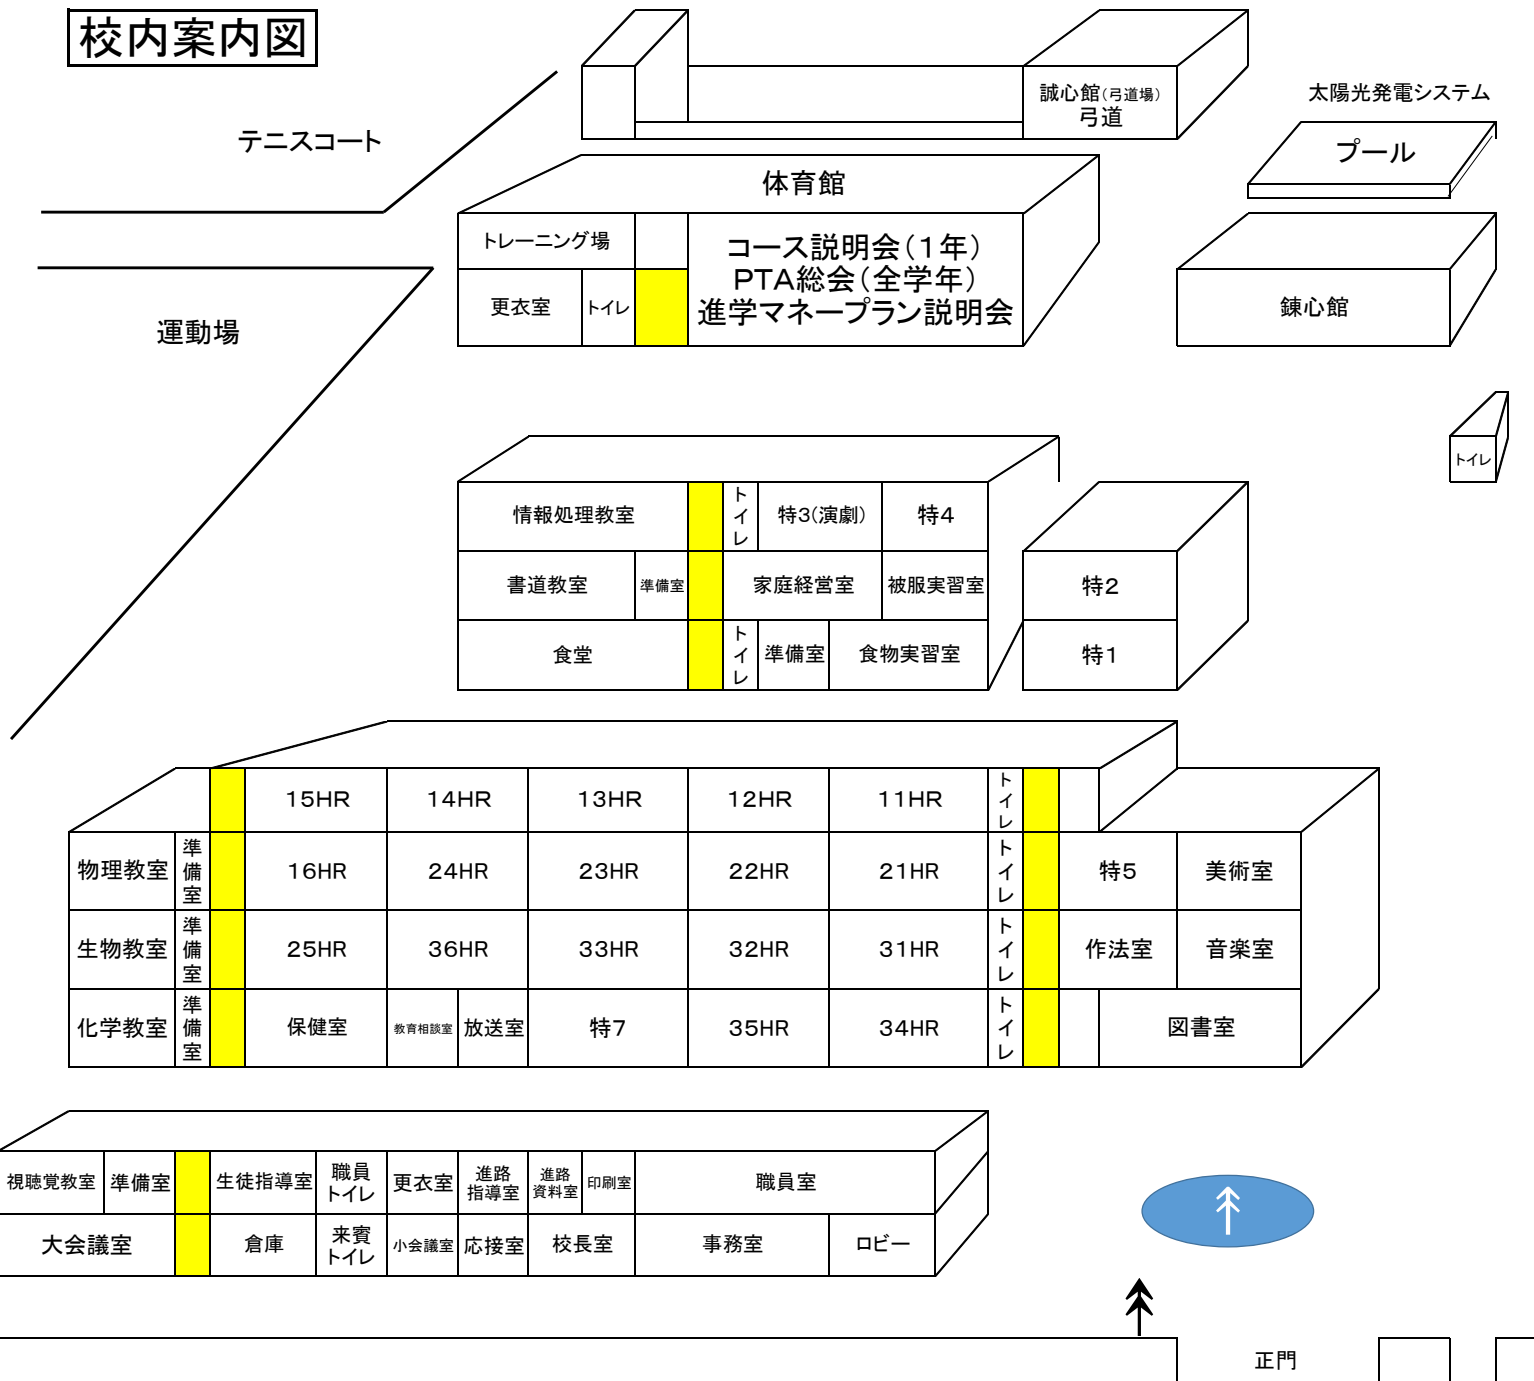 校内案内図
誠心館(弓道場)
弓道
太陽光発電システム
テニスコート
プール
体育館
トレーニング場
コース説明会(1年)
PTA総会(全学年)
進学マネープラン説明会
更衣室
トイレ
錬心館
運動場
トイレ
情報処理教室
トイレ
特3(演劇)
特4
書道教室
準備室
家庭経営室
被服実習室
特2
食堂
トイレ
準備室
食物実習室
特1
15HR
14HR
13HR
12HR
11HR
トイレ
物理教室
準備室
16HR
24HR
23HR
22HR
21HR
トイレ
特5
美術室
生物教室
準備室
25HR
36HR
33HR
32HR
31HR
トイレ
作法室
音楽室
化学教室
準備室
保健室
教育相談室
放送室
特7
35HR
34HR
トイレ
図書室
視聴覚教室
準備室
生徒指導室
職員
トイレ
更衣室
進路
指導室
進路
資料室
印刷室
職員室
大会議室
倉庫
来賓
トイレ
小会議室
応接室
校長室
事務室
ロビー
正門